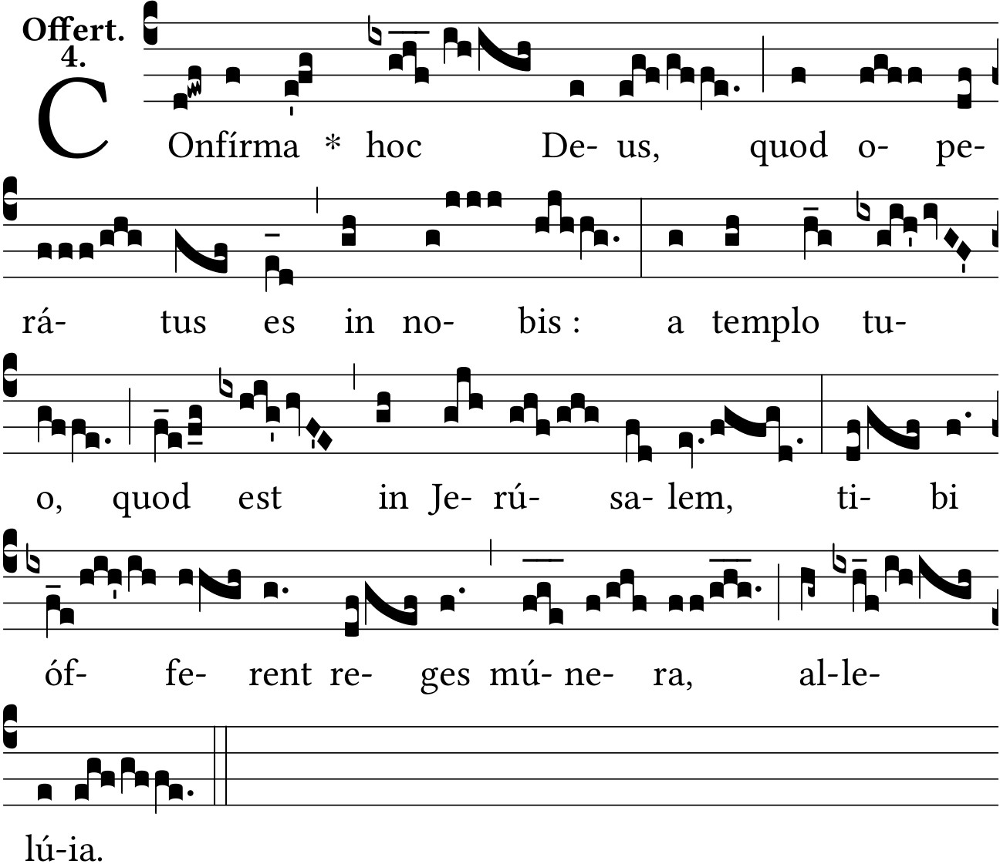 Offert.
4.
COnfírma * hoc De- us, quod o- pe-
rá- tus es in no- bis : a templo tu-
o, quod est in Je- rú- sa- lem, ti- bi
óf- fe- rent re- ges mú- ne- ra, al-le-
lú-ia.